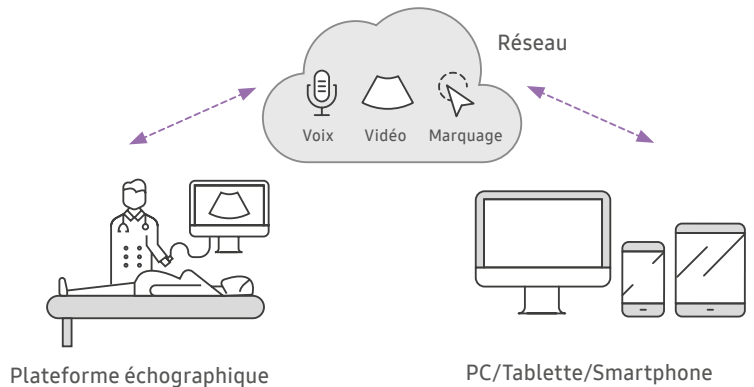 Réseau
Voix Vidéo Marquage
Plateforme échographique
PC/Tablette/Smartphone